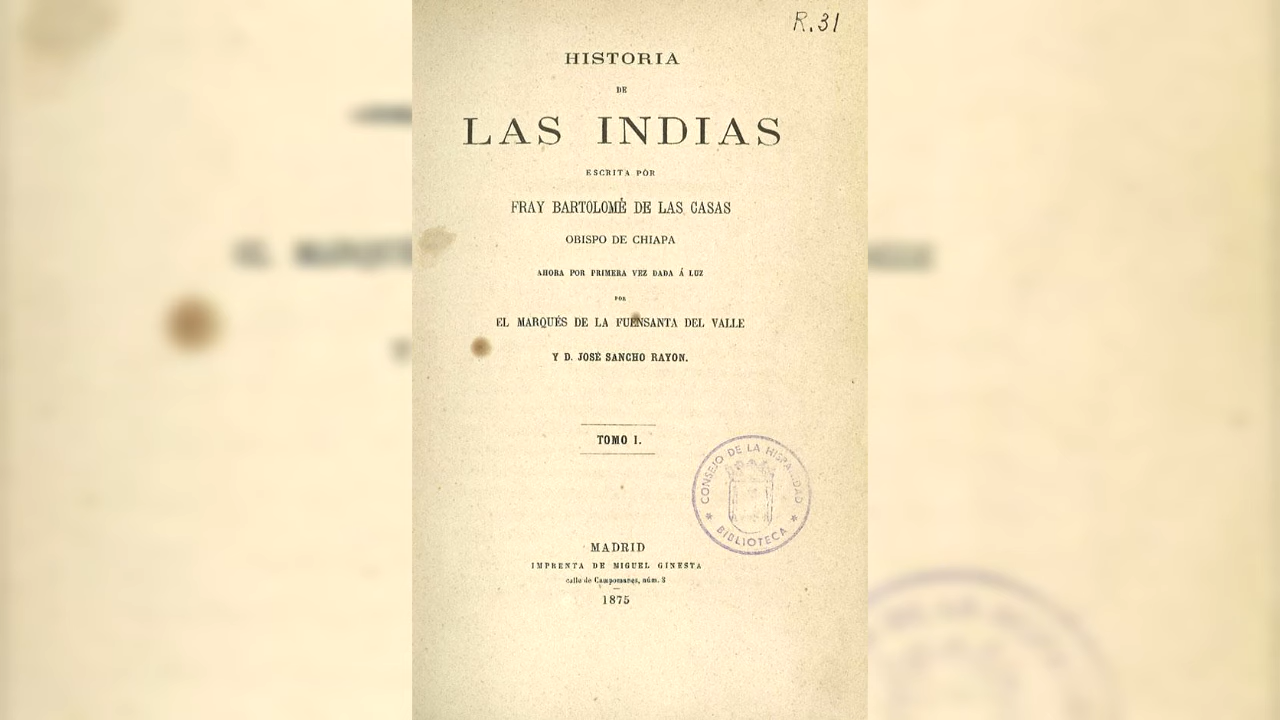 R.31
HISTORIA
DE
LAS INDIAS
ESCRITA POR
FRAY BARTOLOMÉ DE LAS CASAS
OBISPO DE CHIAPA
AHORA POR PRIMERA VEZ DADA Á LUZ
POR
EL MARQUÉS DE LA FUENSANTA DEL VALLE
Y D. JOSÉ SANCHO RAYON.
TOMO I.
CONSEJO DE LA HISPANIDAD
* BIBLIOTECA *
MADRID
IMPRENTA DE MIGUEL GINESTA
calle de Campomanes, núm. 8
1875